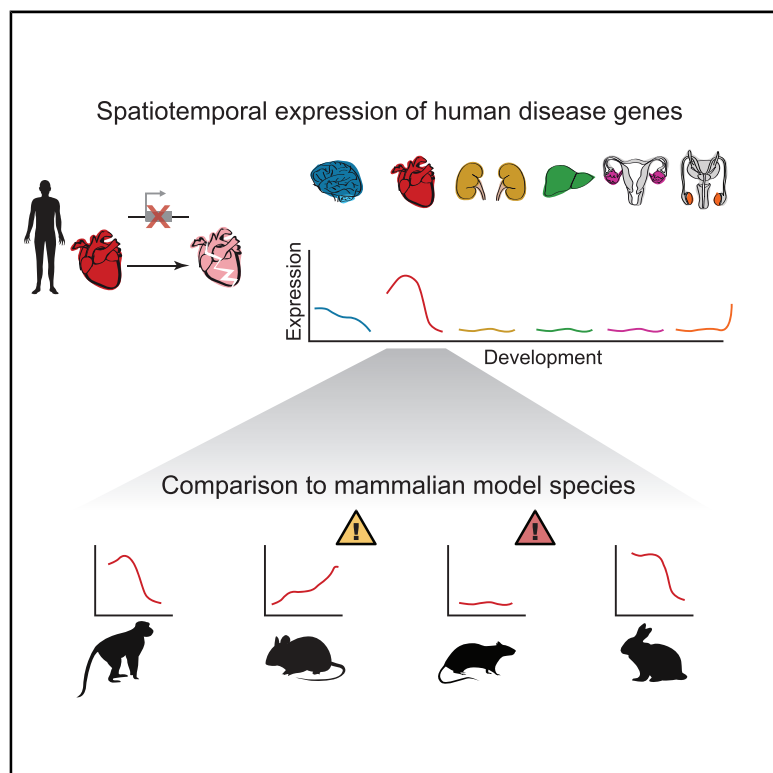 Spatiotemporal expression of human disease genes
Expression
Development
Comparison to mammalian model species
!
!